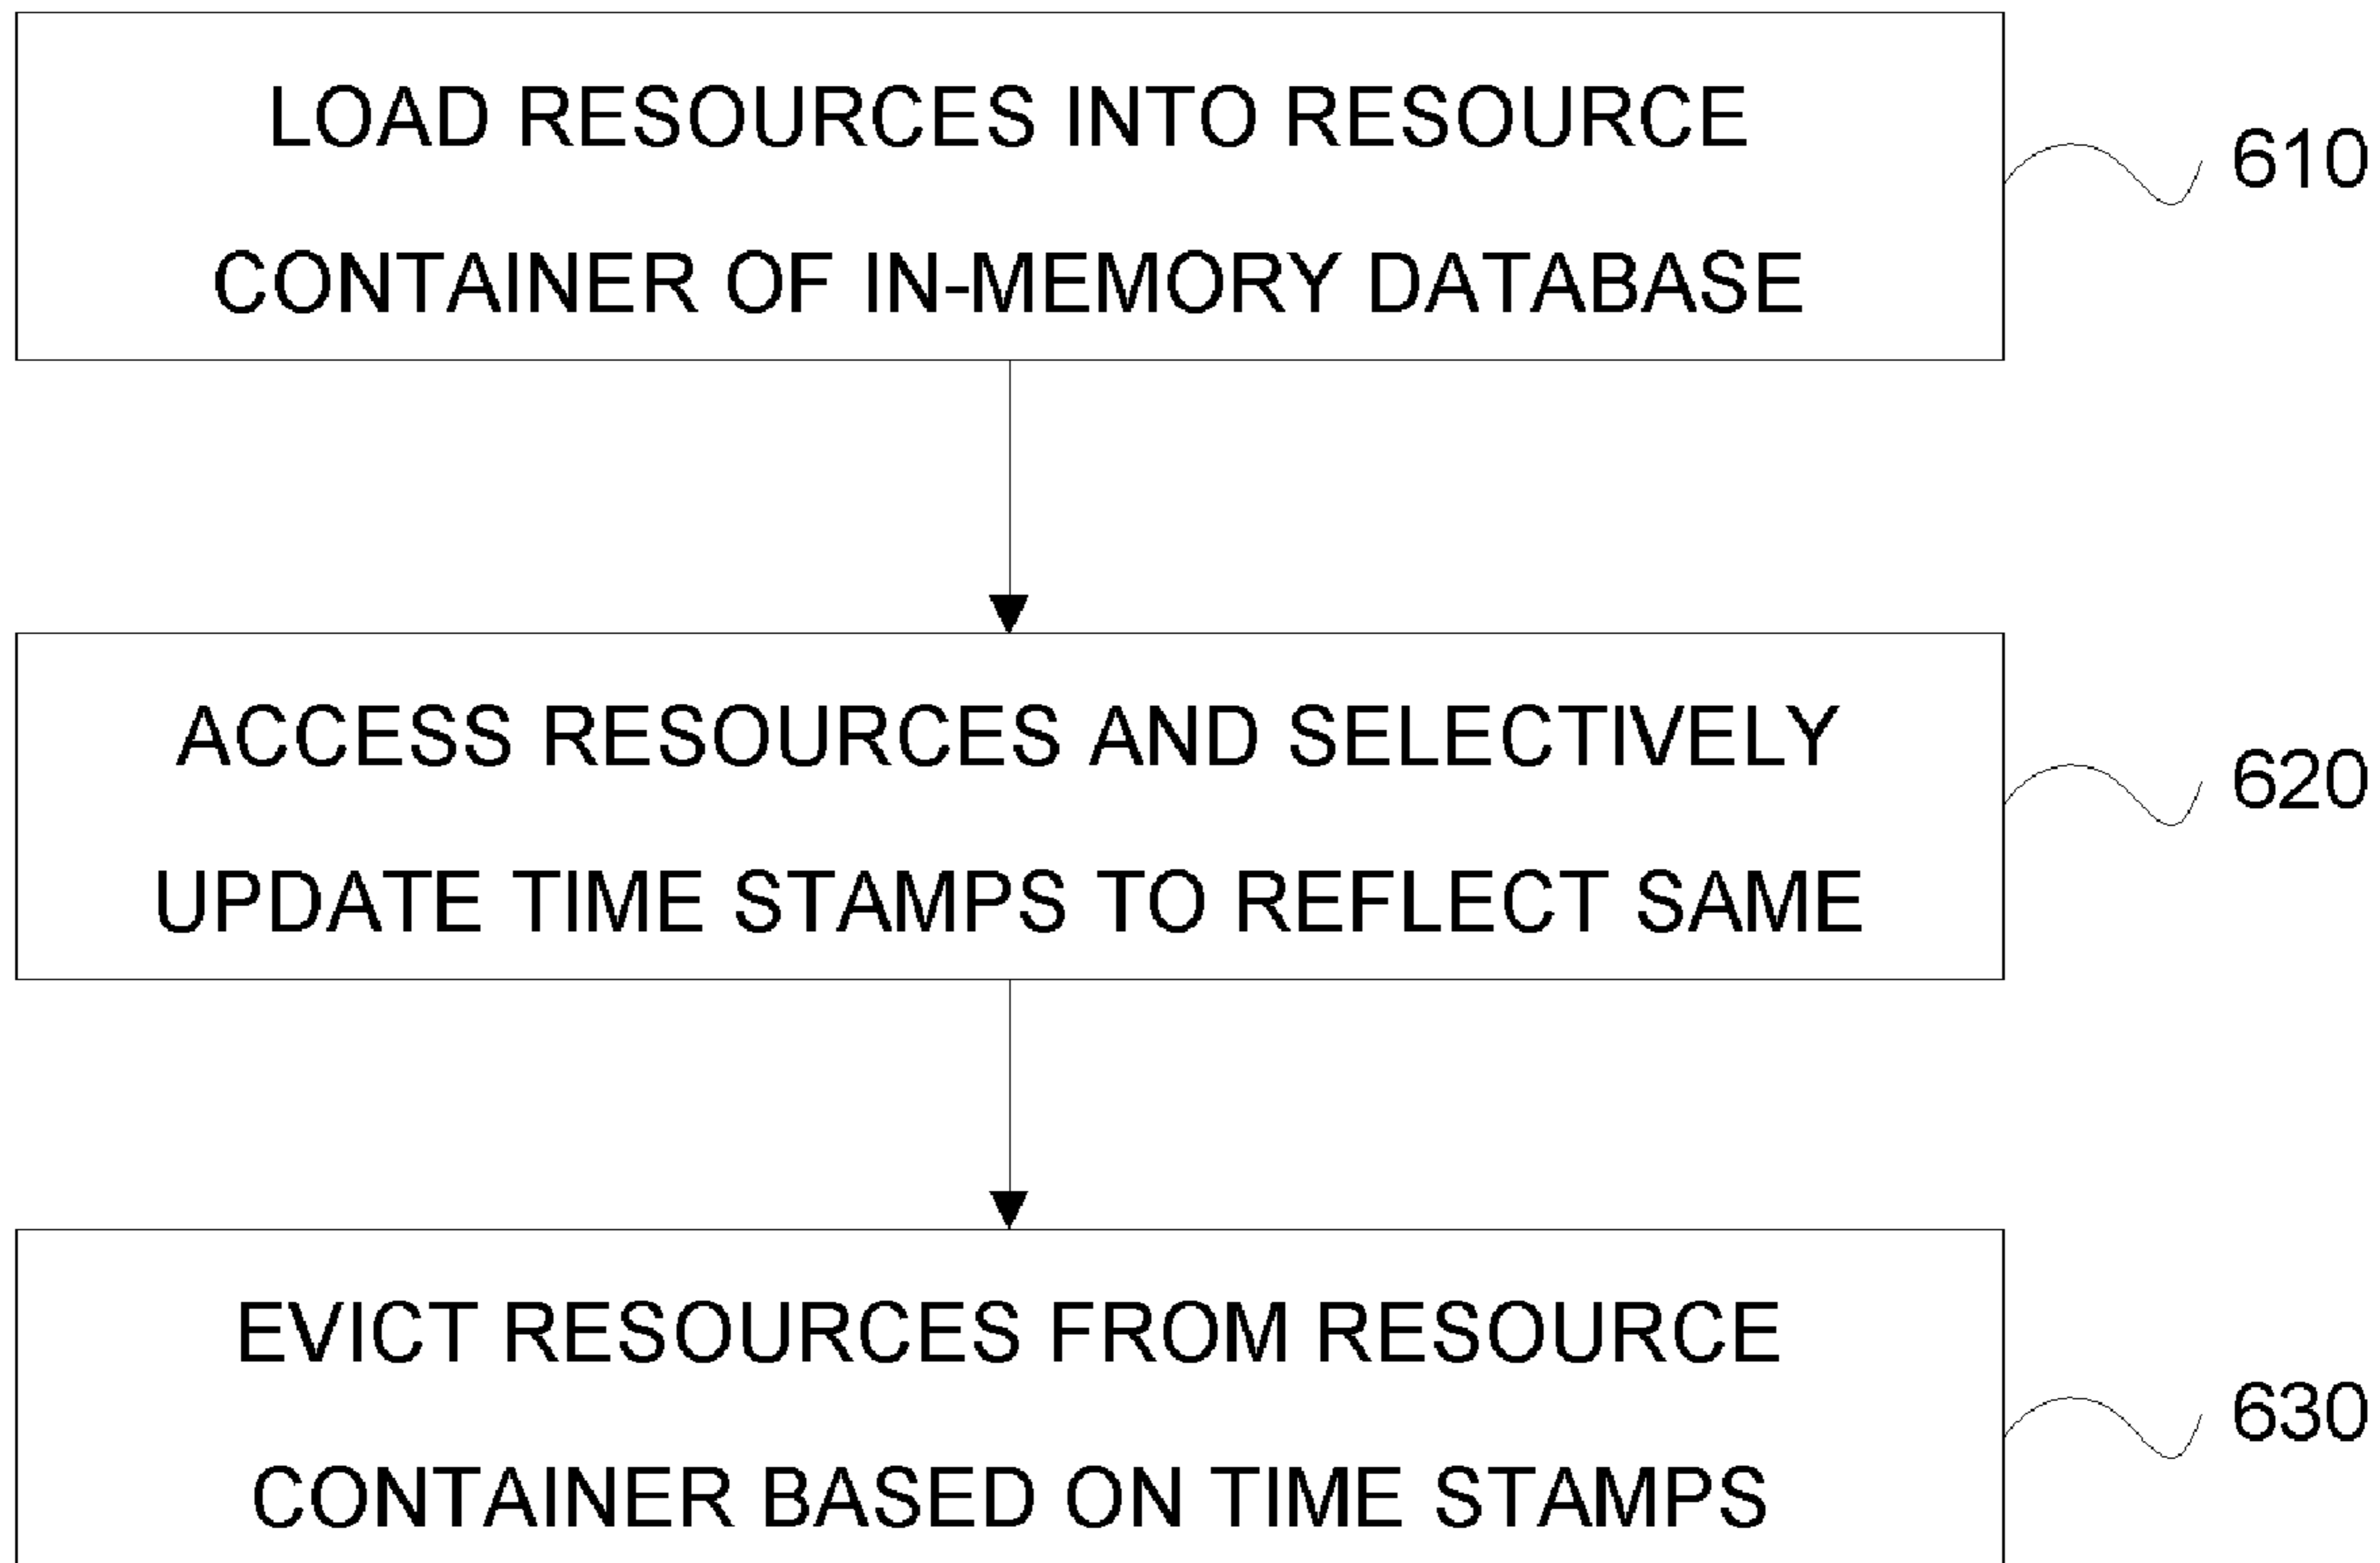 LOAD RESOURCES INTO RESOURCE
CONTAINER OF IN-MEMORY DATABASE
610
ACCESS RESOURCES AND SELECTIVELY
UPDATE TIME STAMPS TO REFLECT SAME
620
EVICT RESOURCES FROM RESOURCE
CONTAINER BASED ON TIME STAMPS
630